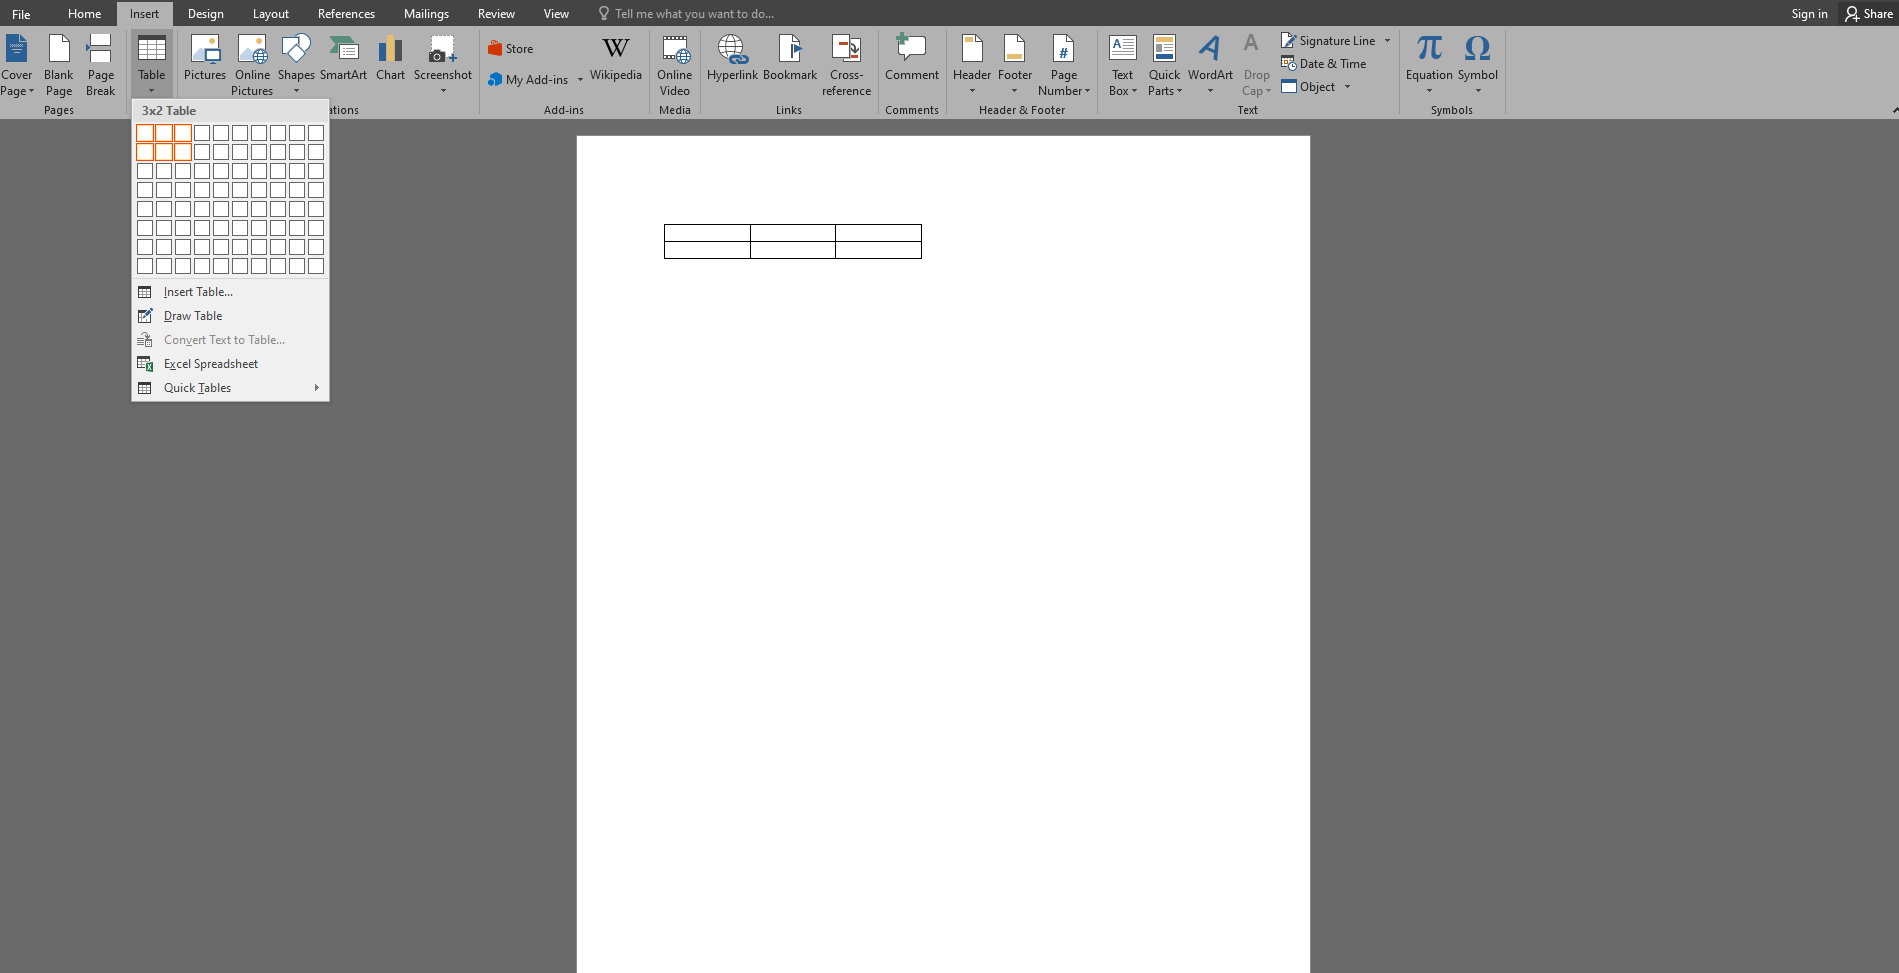 File Home Insert Design Layout References Mailings Review View Tell me what you want to do... Sign in Share
Cover Page
Blank Page
Page Break
Pages
Table
Pictures
Online Pictures
Shapes
SmartArt
Chart
Screenshot
ations
Store
My Add-ins
W Wikipedia
Add-ins
Online Video
Media
Hyperlink
Bookmark
Cross-reference
Links
Comment
Comments
Header
Footer
# Page Number
Header & Footer
A Text Box
Quick Parts
A WordArt
A Drop Cap
Signature Line
Date & Time
Object
Text
π Equation
Ω Symbol
Symbols
3x2 Table
Insert Table...
Draw Table
Convert Text to Table...
Excel Spreadsheet
Quick Tables